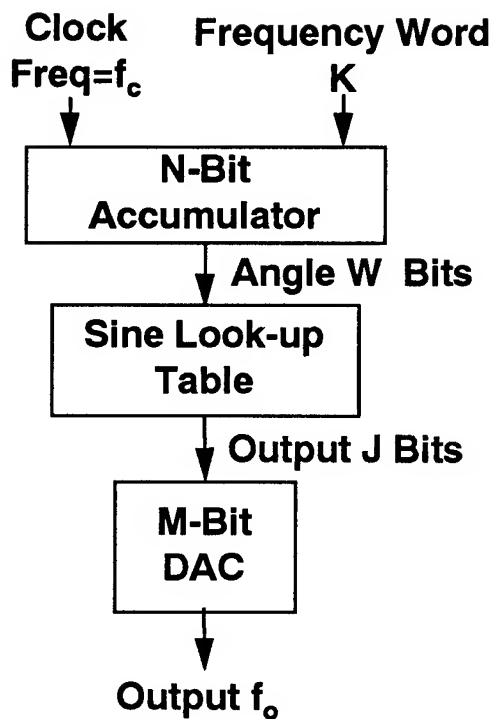 Clock
Freq=fc
Frequency Word
K
N-Bit
Accumulator
Angle W Bits
Sine Look-up
Table
Output J Bits
M-Bit
DAC
Output fo